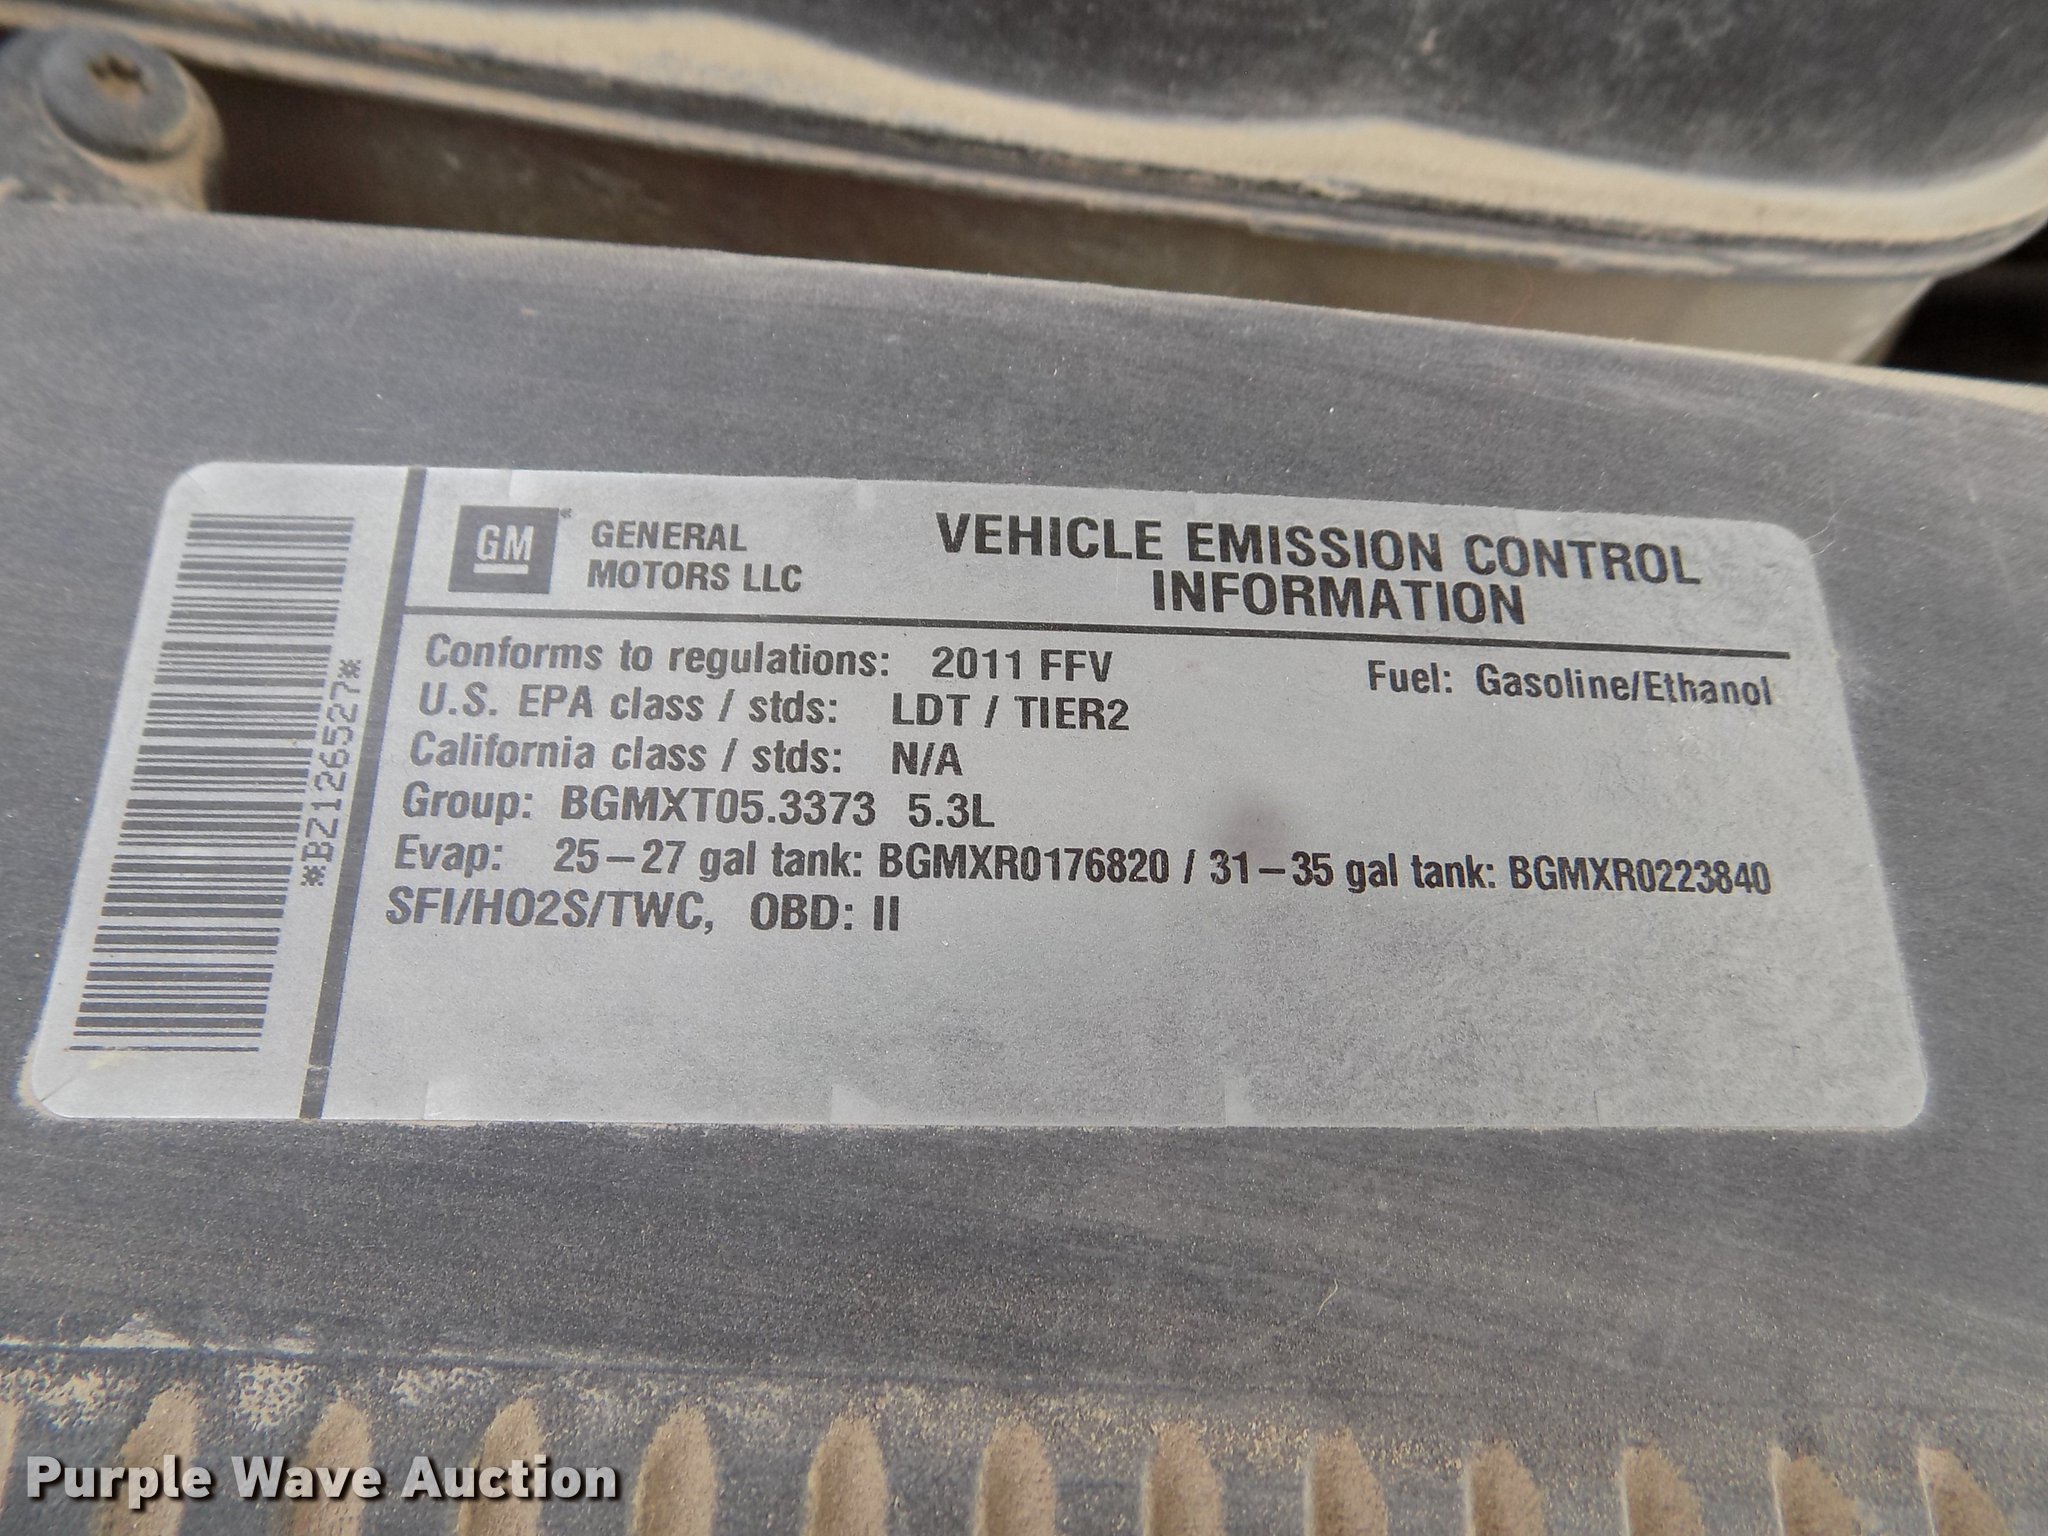 GM
GENERAL
MOTORS LLC
VEHICLE EMISSION CONTROL
INFORMATION
Conforms to regulations: 2011 FFV Fuel: Gasoline/Ethanol
U.S. EPA class / stds: LDT / TIER2
California class / stds: N/A
Group: BGMXT05.3373 5.3L
Evap: 25-27 gal tank: BGMXR0176820 / 31-35 gal tank: BGMXR0223840
SFI/HO2S/TWC, OBD: II
*BZ1265527*
Purple Wave Auction